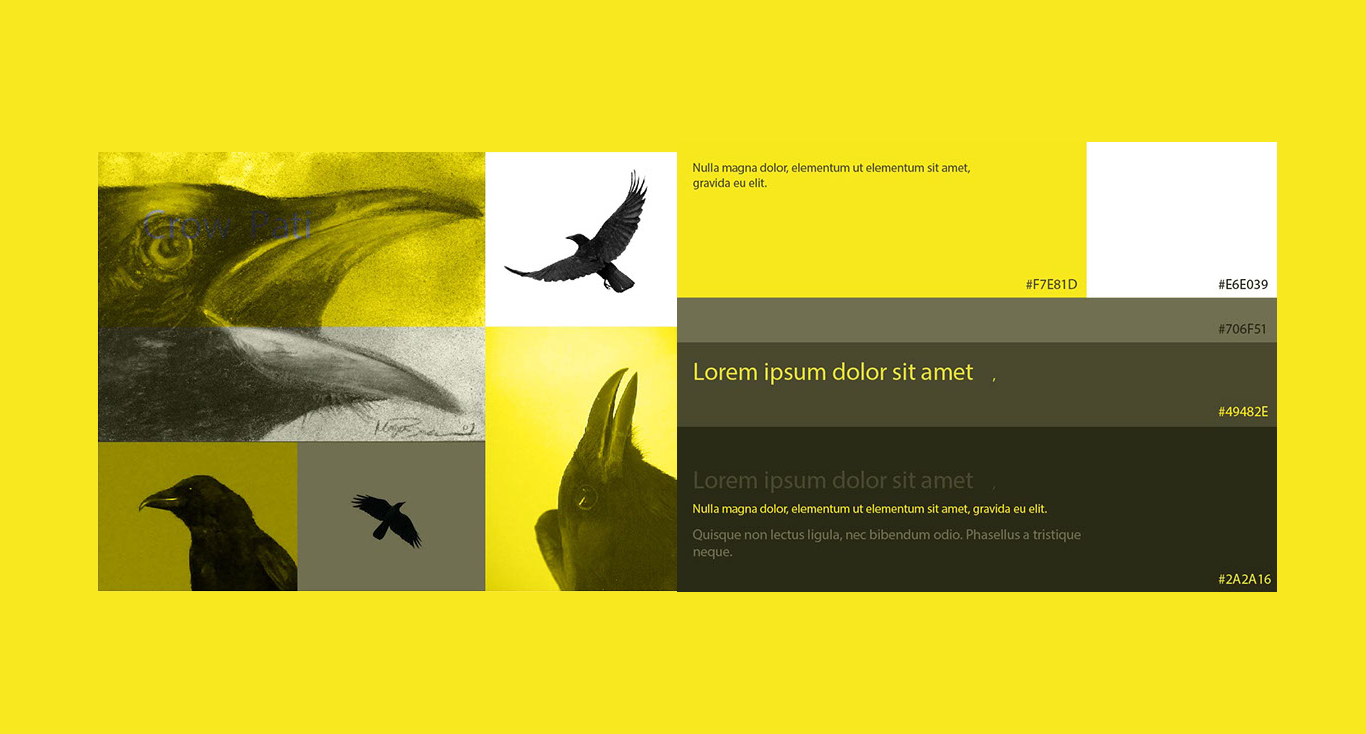 Crow Pati
Nulla magna dolor, elementum ut elementum sit amet,
gravida eu elit.
#F7E81D
#E6E039
#706F51
Lorem ipsum dolor sit amet ,
#49482E
Lorem ipsum dolor sit amet ,
Nulla magna dolor, elementum ut elementum sit amet, gravida eu elit.
Quisque non lectus ligula, nec bibendum odio. Phasellus a tristique
neque.
#2A2A16